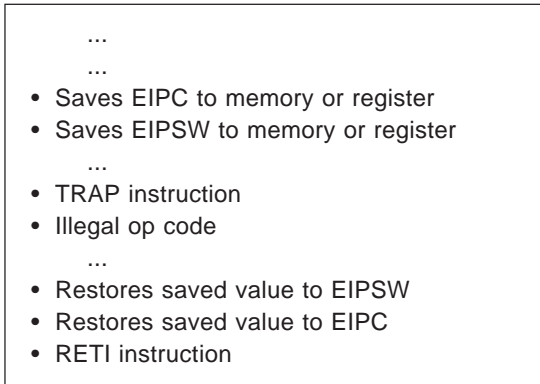 ...
...
• Saves EIPC to memory or register
• Saves EIPSW to memory or register
...
• TRAP instruction
• Illegal op code
...
• Restores saved value to EIPSW
• Restores saved value to EIPC
• RETI instruction